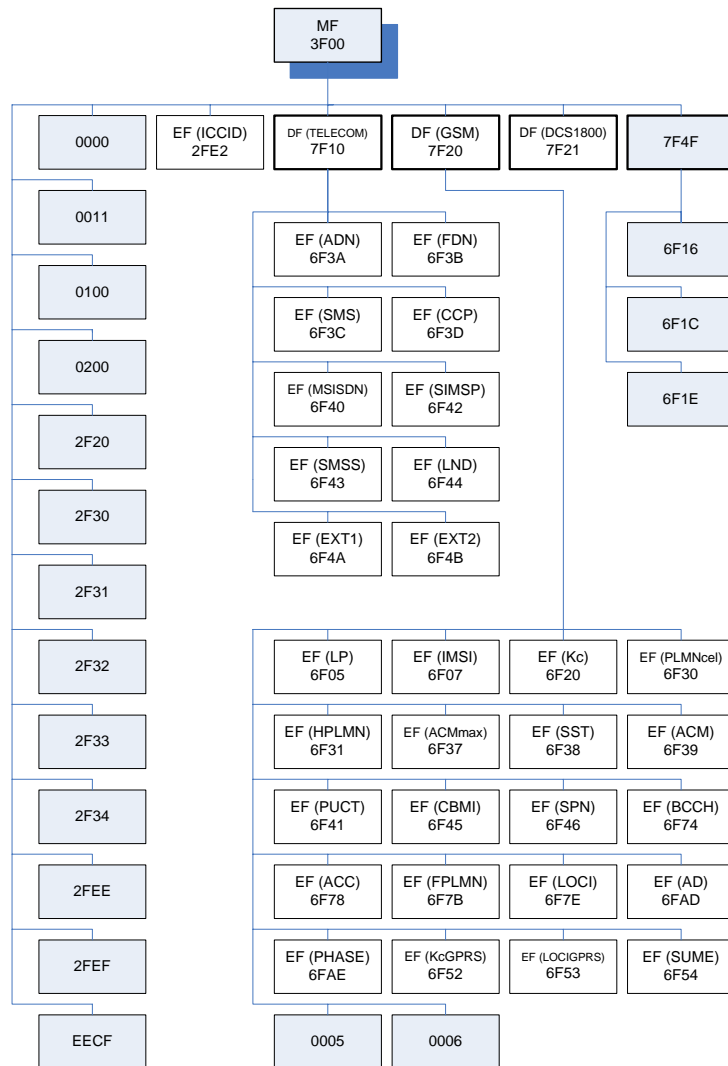 MF
3F00
0000
EF (ICCID)
2FE2
DF (TELECOM)
7F10
DF (GSM)
7F20
DF (DCS1800)
7F21
7F4F
0011
0100
0200
2F20
2F30
2F31
2F32
2F33
2F34
2FEE
2FEF
EECF
EF (ADN)
6F3A
EF (FDN)
6F3B
EF (SMS)
6F3C
EF (CCP)
6F3D
EF (MSISDN)
6F40
EF (SIMSP)
6F42
EF (SMSS)
6F43
EF (LND)
6F44
EF (EXT1)
6F4A
EF (EXT2)
6F4B
6F16
6F1C
6F1E
EF (LP)
6F05
EF (IMSI)
6F07
EF (Kc)
6F20
EF (PLMNcel)
6F30
EF (HPLMN)
6F31
EF (ACMmax)
6F37
EF (SST)
6F38
EF (ACM)
6F39
EF (PUCT)
6F41
EF (CBMI)
6F45
EF (SPN)
6F46
EF (BCCH)
6F74
EF (ACC)
6F78
EF (FPLMN)
6F7B
EF (LOCI)
6F7E
EF (AD)
6FAD
EF (PHASE)
6FAE
EF (KcGPRS)
6F52
EF (LOCIGPRS)
6F53
EF (SUME)
6F54
0005
0006